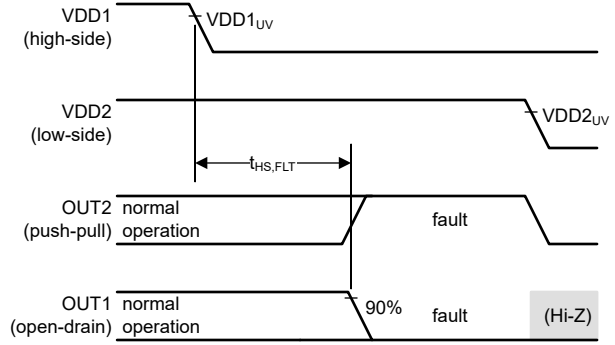 VDD1
(high-side)
VDD1UV
VDD2
(low-side)
VDD2UV
tHS,FLT
OUT2
(push-pull)
normal
operation
fault
OUT1
(open-drain)
normal
operation
90%
fault
(Hi-Z)